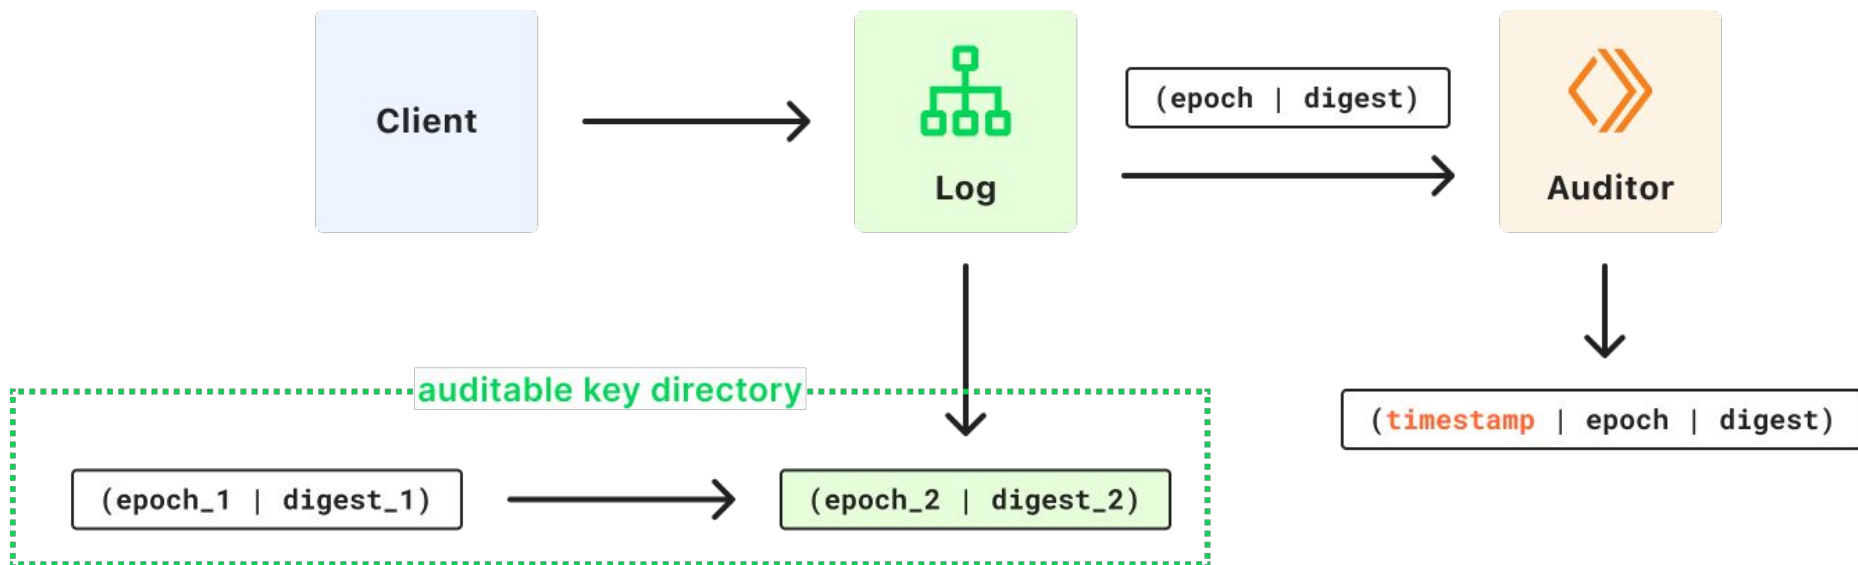 Client
Log
(epoch | digest)
Auditor
auditable key directory
(timestamp | epoch | digest)
(epoch_1 | digest_1)
(epoch_2 | digest_2)